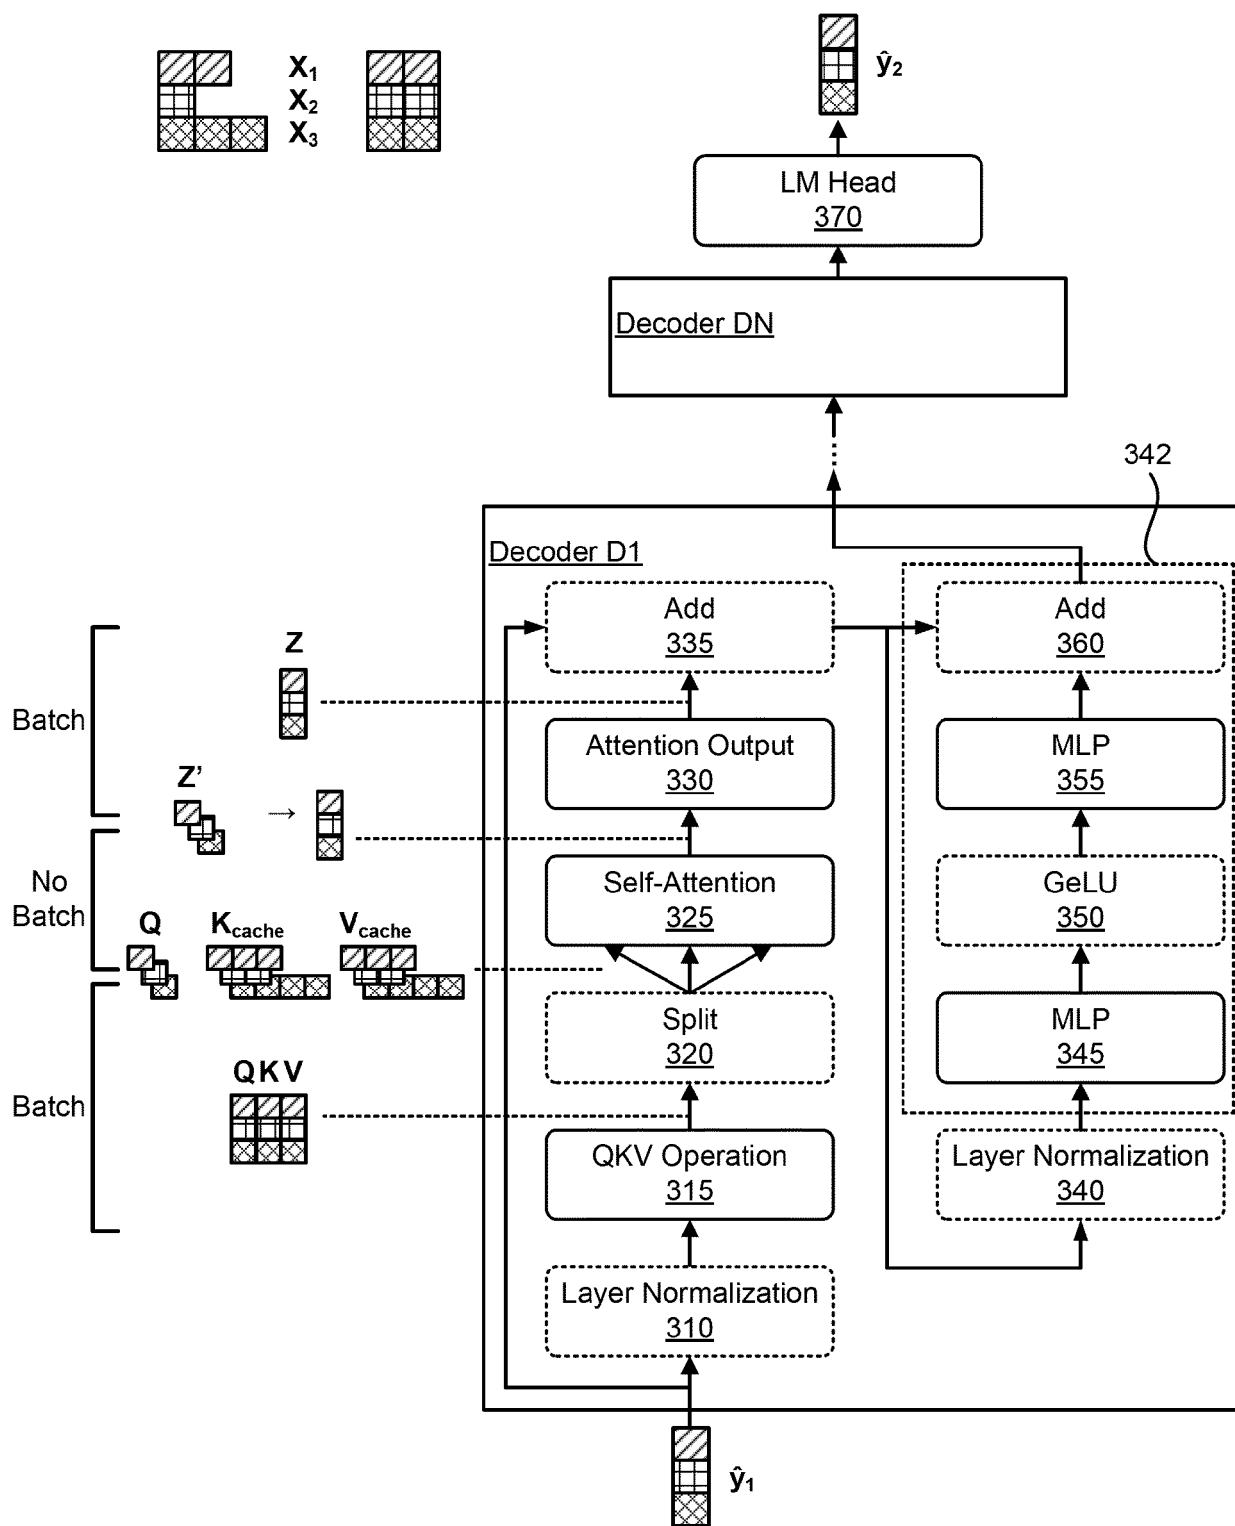 X₁
X₂
X₃
ŷ₂
LM Head
370
Decoder DN
342
Decoder D1
Add
335
Add
360
Z
Batch
Attention Output
330
MLP
355
Z’
→
No
Batch
Self-Attention
325
GeLU
350
Q
Kcache
Vcache
Split
320
MLP
345
Batch
Q K V
QKV Operation
315
Layer Normalization
340
Layer Normalization
310
ŷ₁